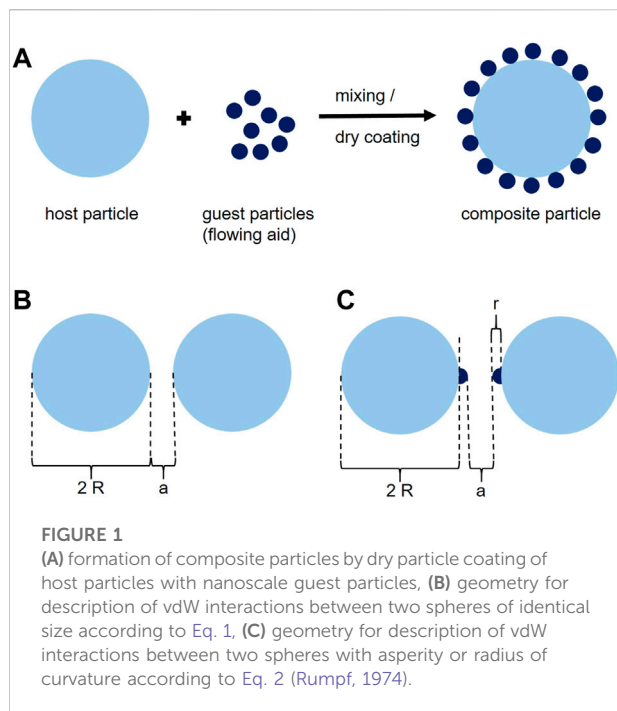 A
host particle
+
guest particles
(flowing aid)
mixing /
dry coating
composite particle
B
2 R
a
C
r
2 R
a
FIGURE 1
(A) formation of composite particles by dry particle coating of
host particles with nanoscale guest particles, (B) geometry for
description of vdW interactions between two spheres of identical
size according to Eq. 1, (C) geometry for description of vdW
interactions between two spheres with asperity or radius of
curvature according to Eq. 2 (Rumpf, 1974).